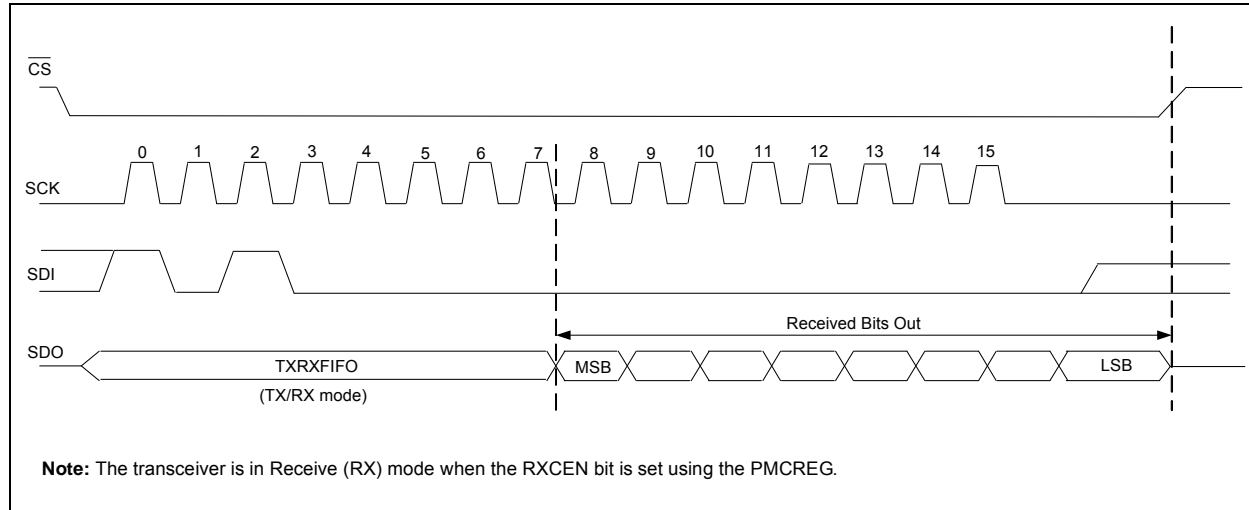 CS
0 1 2 3 4 5 6 7 8 9 10 11 12 13 14 15
SCK
SDI
Received Bits Out
SDO
TXRXFIFO MSB LSB
(TX/RX mode)
Note: The transceiver is in Receive (RX) mode when the RXCEN bit is set using the PMCREG.